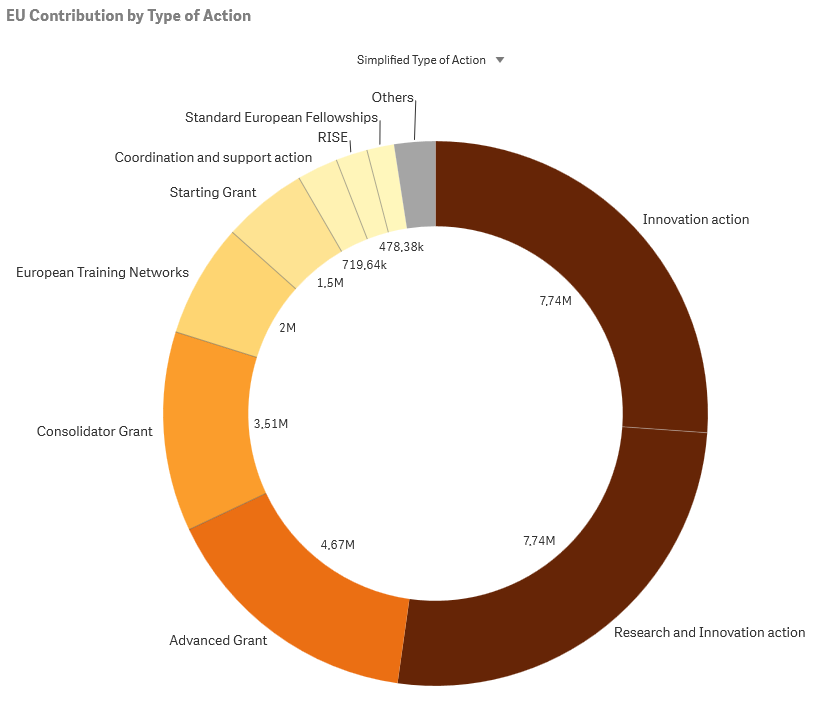 EU Contribution by Type of Action
Simplified Type of Action
Others
Standard European Fellowships
RISE
Coordination and support action
Starting Grant
European Training Networks
Consolidator Grant
Advanced Grant
Innovation action
Research and Innovation action
478,38k
719,64k
1,5M
2M
3,51M
4,67M
7,74M
7,74M